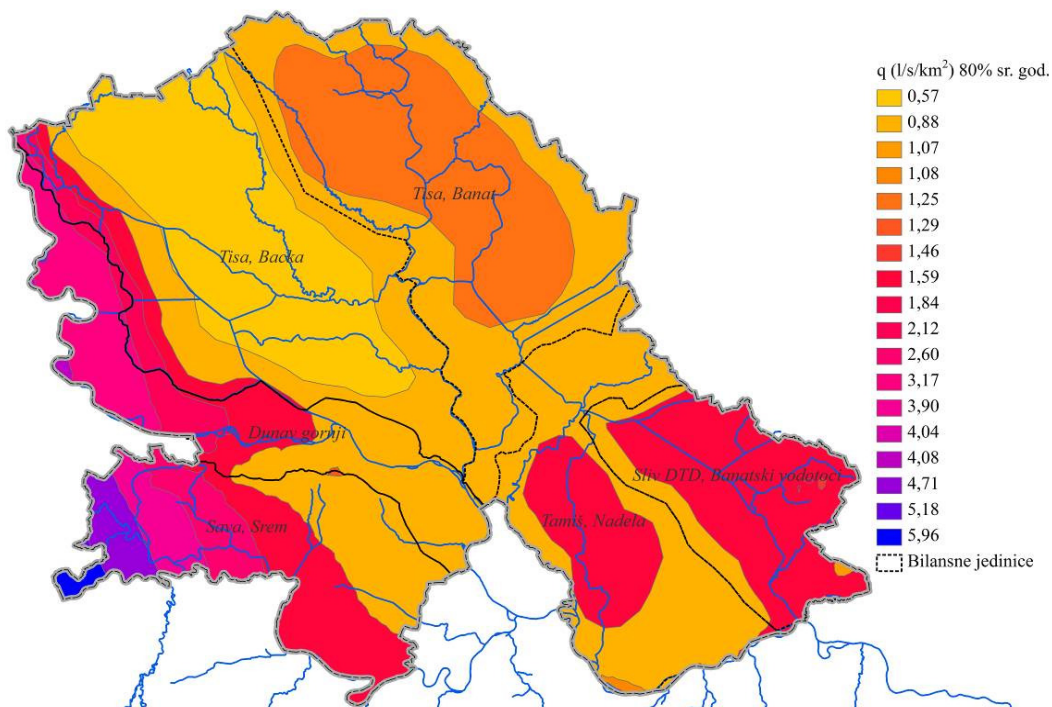 q (l/s/km²) 80% sr. god.
0,57
0,88
1,07
1,08
1,25
1,29
1,46
1,59
1,84
2,12
2,60
3,17
3,90
4,04
4,08
4,71
5,18
5,96
Bilansne jedinice
Tisa, Banat
Tisa, Backa
Dunav gornji
Sliv DTD, Banatski vodotoci
Tamis, Nadela
Sava, Srem